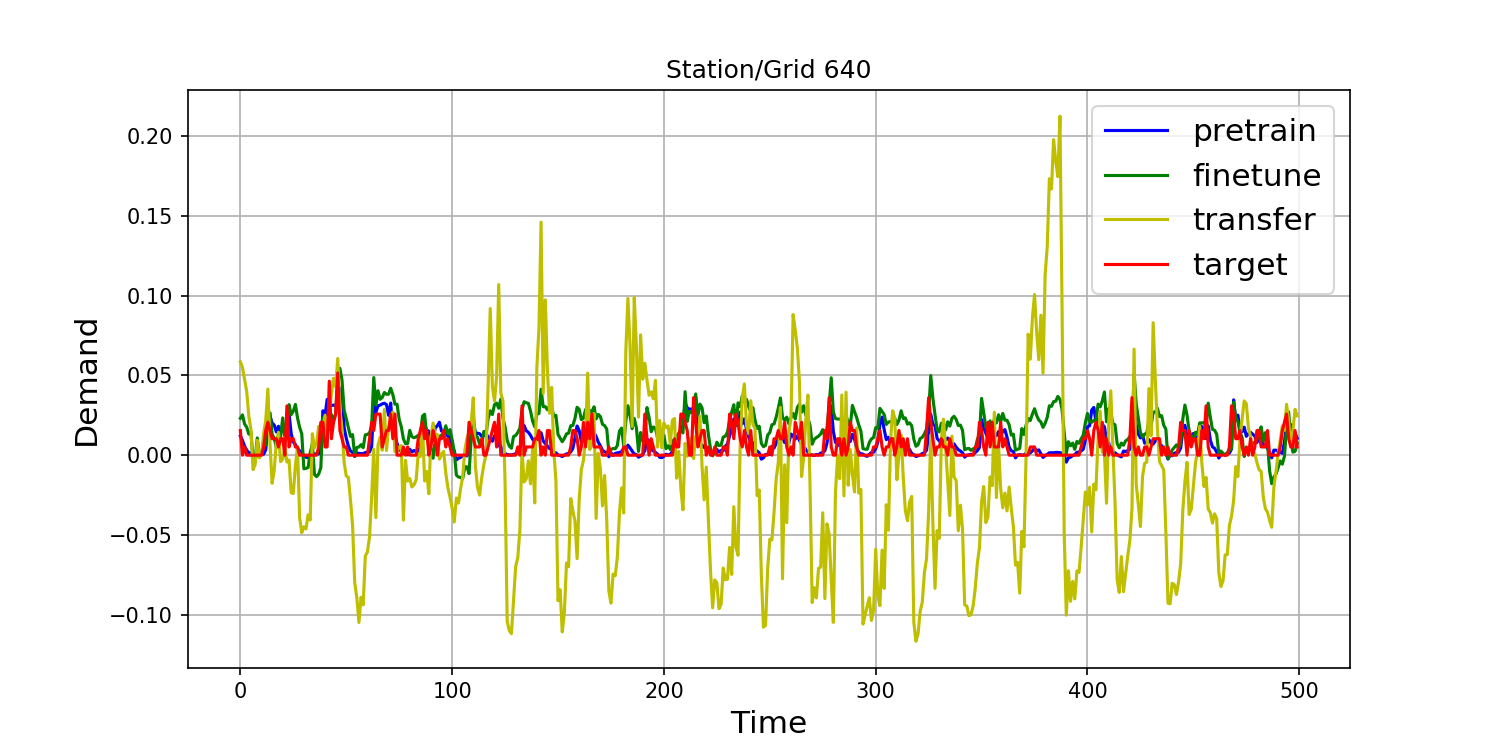 Station/Grid 640
pretrain
finetune
transfer
target
Demand
0.20
0.15
0.10
0.05
0.00
−0.05
−0.10
0 100 200 300 400 500
Time